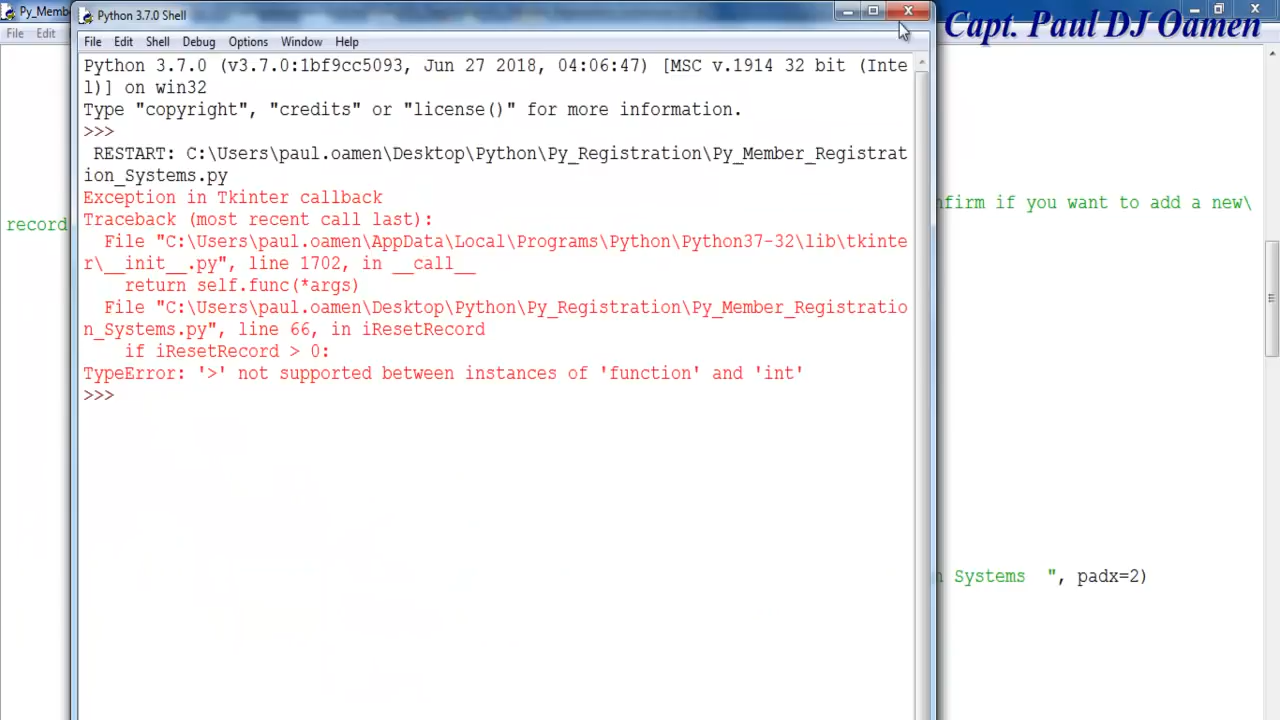 Py_Memb
Python 3.7.0 Shell
Capt. Paul DJ Oamen
File Edit
File Edit Shell Debug Options Window Help
Python 3.7.0 (v3.7.0:1bf9cc5093, Jun 27 2018, 04:06:47) [MSC v.1914 32 bit (Inte
l)] on win32
Type "copyright", "credits" or "license()" for more information.
>>>
RESTART: C:\Users\paul.oamen\Desktop\Python\Py_Registration\Py_Member_Registrat
ion_Systems.py
Exception in Tkinter callback
nfirm if you want to add a new\
Traceback (most recent call last):
record
File "C:\Users\paul.oamen\AppData\Local\Programs\Python\Python37-32\lib\tkinte
r\__init__.py", line 1702, in __call__
return self.func(*args)
File "C:\Users\paul.oamen\Desktop\Python\Py_Registration\Py_Member_Registratio
n_Systems.py", line 66, in iResetRecord
if iResetRecord > 0:
TypeError: '>' not supported between instances of 'function' and 'int'
>>>
n Systems ", padx=2)